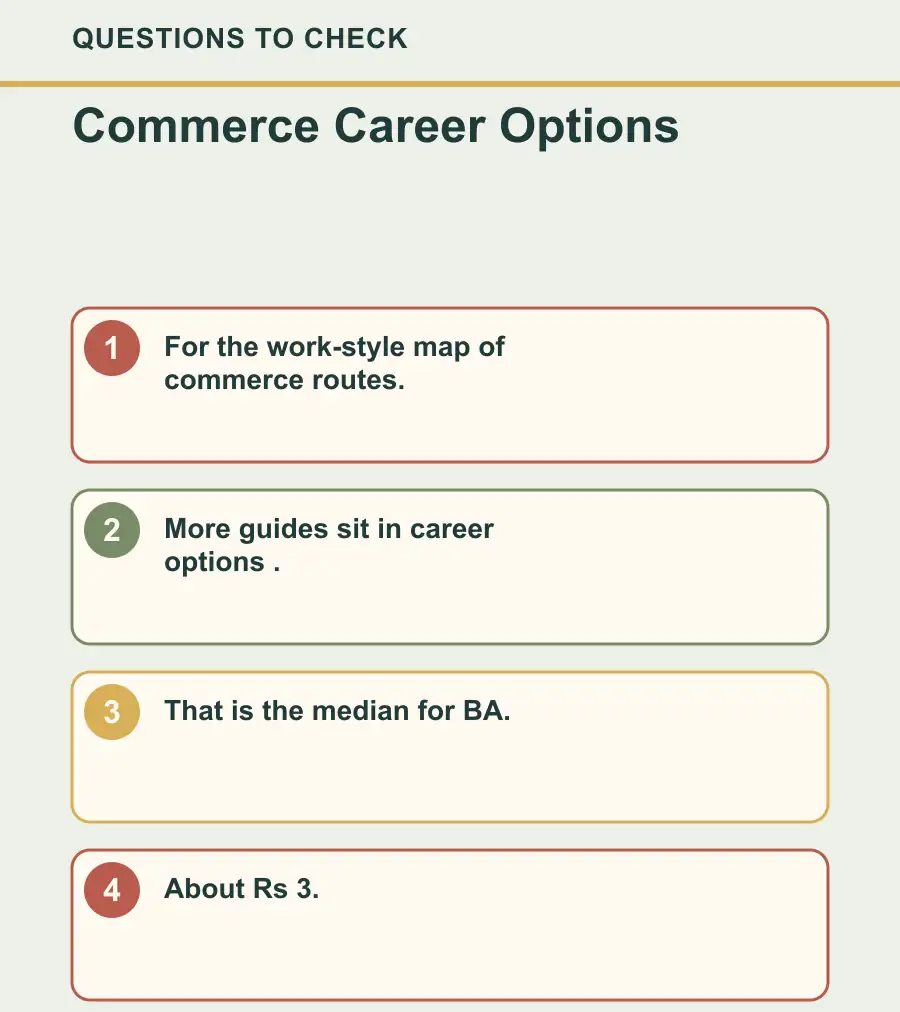 QUESTIONS TO CHECK
Commerce Career Options
1
For the work-style map of
commerce routes.
2
More guides sit in career
options .
3
That is the median for BA.
4
About Rs 3.